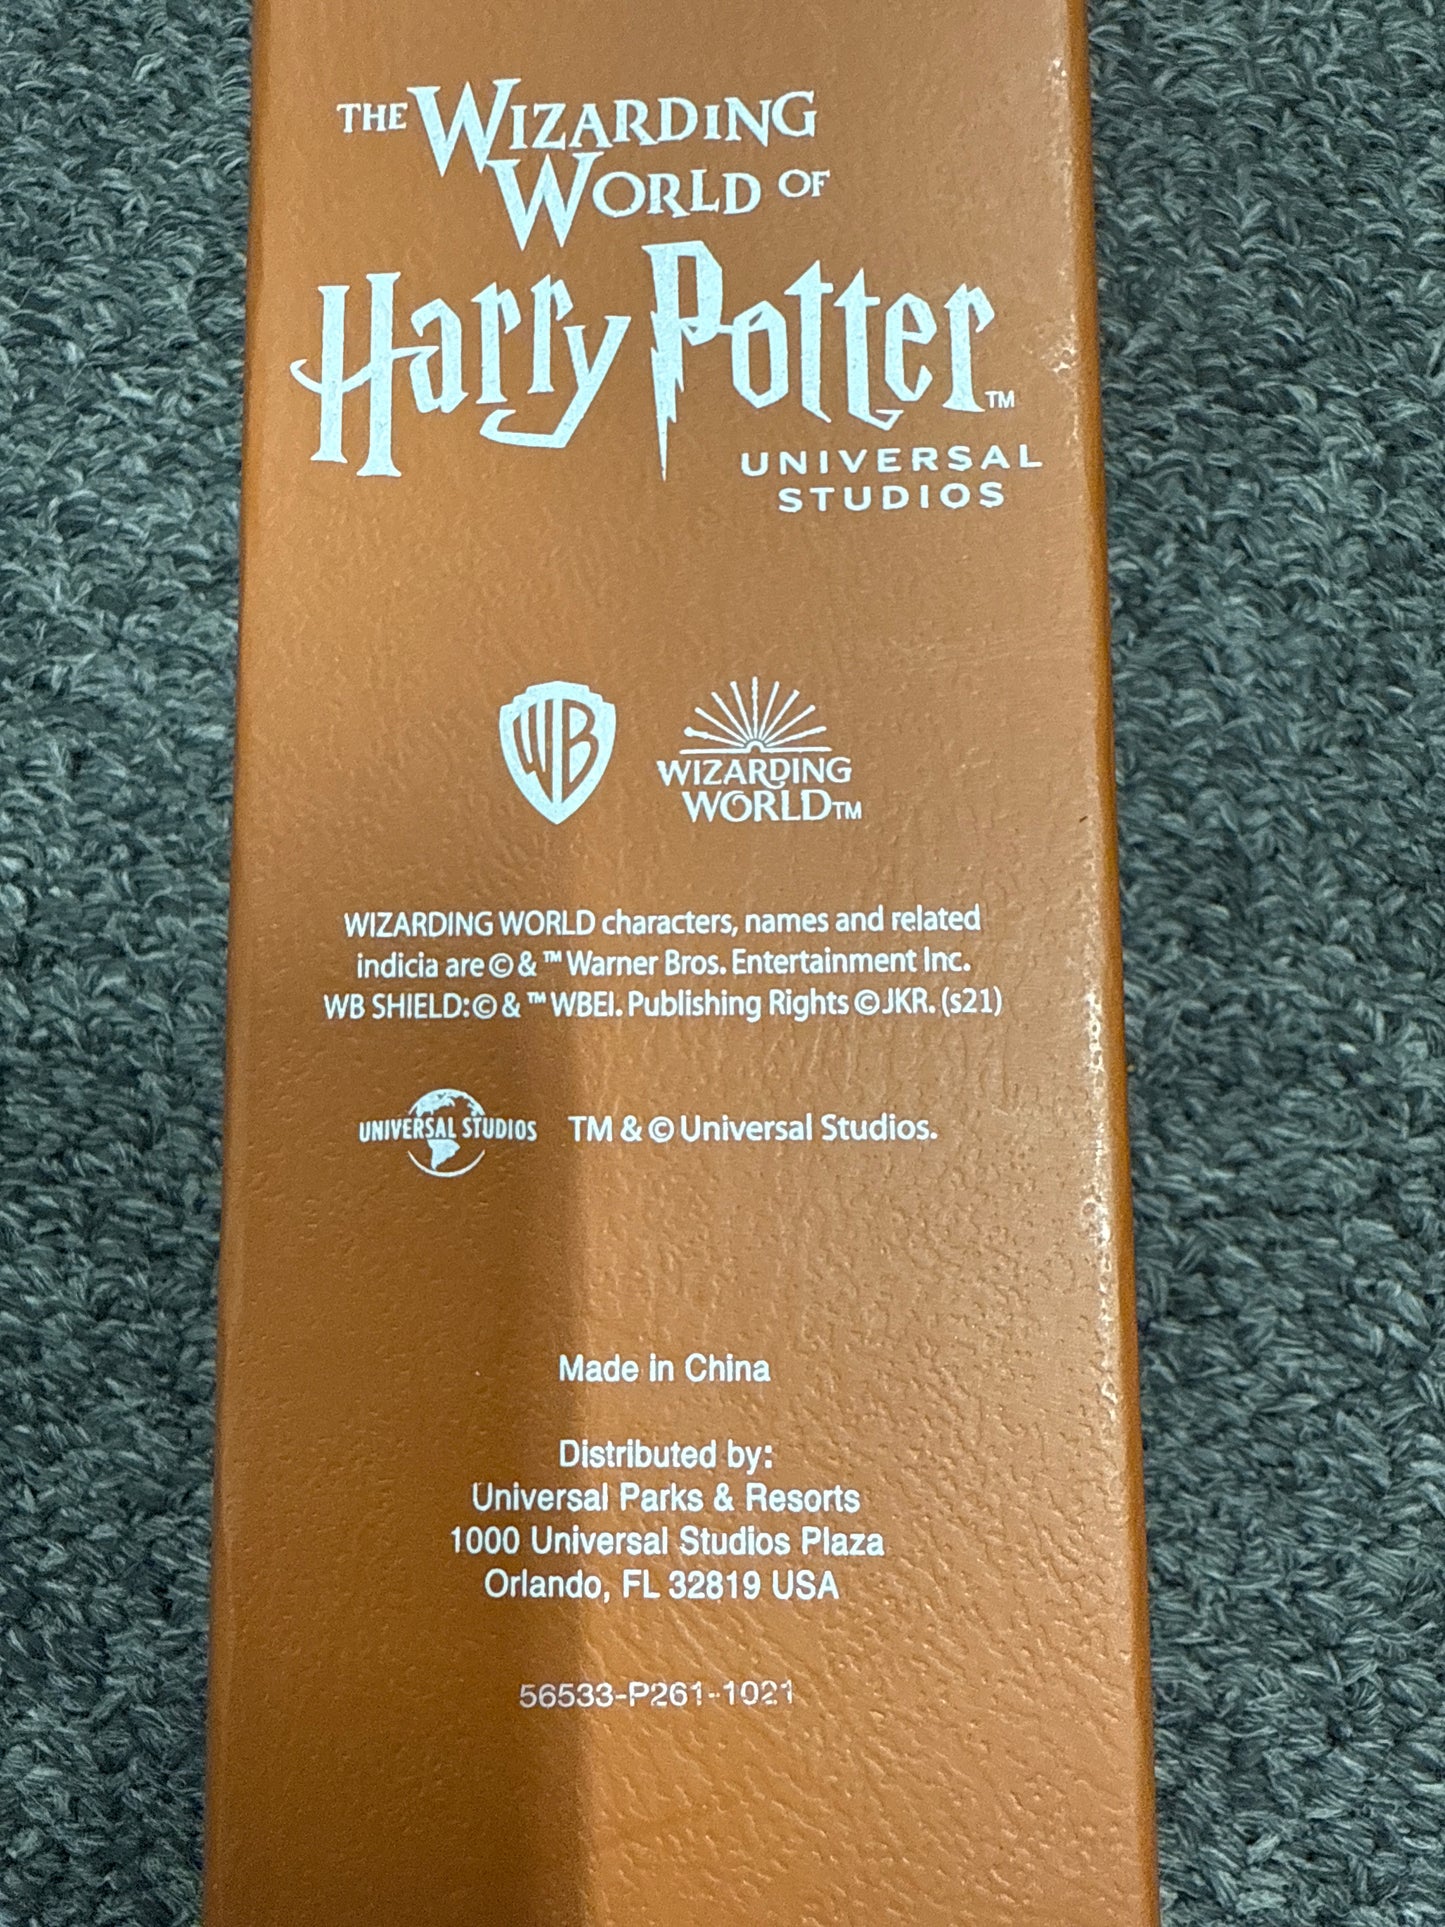 THE WIZARDING
WORLD OF
Harry Potter™
UNIVERSAL
STUDIOS
WB
WIZARDING
WORLD™
WIZARDING WORLD characters, names and related
indicia are © & ™ Warner Bros. Entertainment Inc.
WB SHIELD: © & ™ WBEI. Publishing Rights © JKR. (s21)
UNIVERSAL STUDIOS TM & © Universal Studios.
Made in China
Distributed by:
Universal Parks & Resorts
1000 Universal Studios Plaza
Orlando, FL 32819 USA
56533-P261-1021